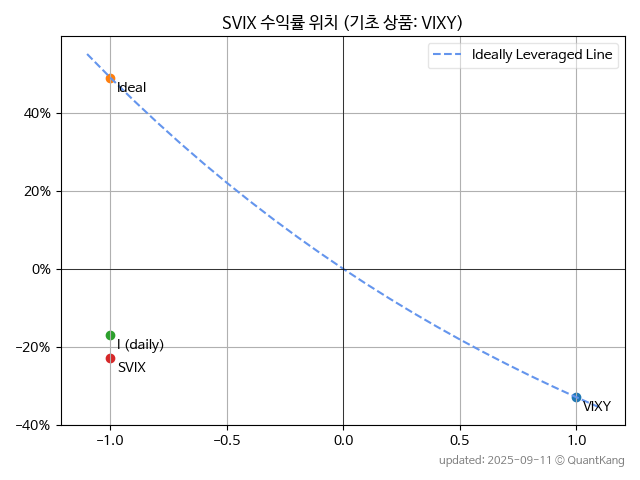 SVIX 수익률 위치 (기초 상품: VIXY)
Ideally Leveraged Line
Ideal
40%
20%
0%
I (daily)
−20%
SVIX
VIXY
−40%
−1.0
−0.5
0.0
0.5
1.0
updated: 2025-09-11 © QuantKang